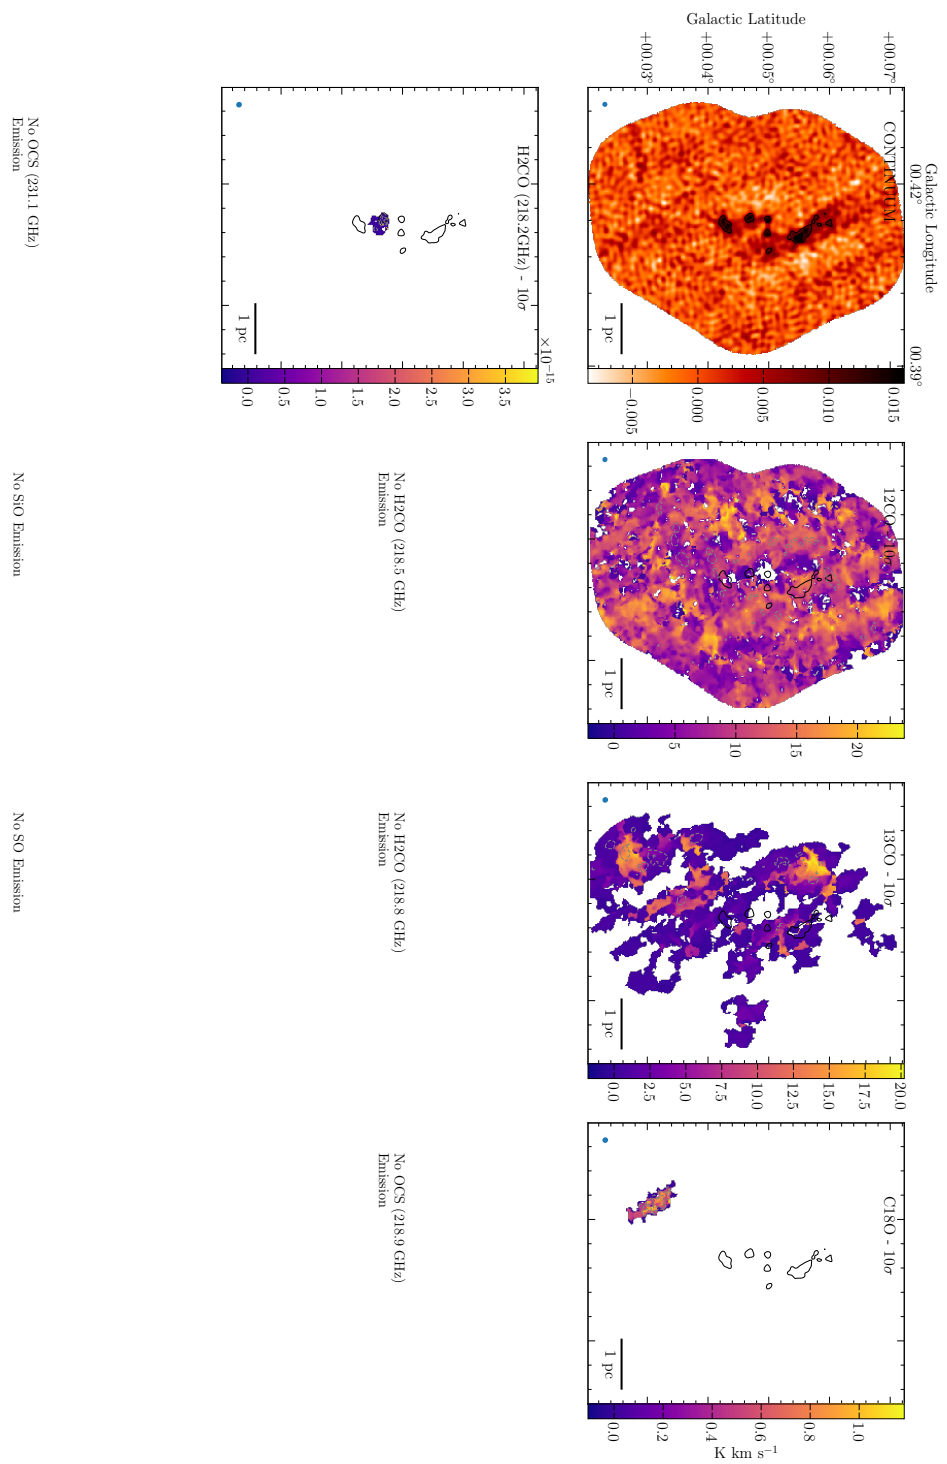 Galactic Longitude
00.42°
00.39°
Galactic Latitude
+00.07°
+00.06°
+00.05°
+00.04°
+00.03°
CONTINUUM
1 pc
0.015
0.010
0.005
0.000
−0.005
12CO - 10σ
1 pc
20
15
10
5
0
13CO - 10σ
1 pc
20.0
17.5
15.0
12.5
10.0
7.5
5.0
2.5
0.0
C18O - 10σ
1 pc
1.0
0.8
0.6
0.4
0.2
0.0
K km s⁻¹
H2CO (218.2GHz) - 10σ
1 pc
×10⁻¹⁵
3.5
3.0
2.5
2.0
1.5
1.0
0.5
0.0
No H2CO (218.5 GHz)
Emission
No H2CO (218.8 GHz)
Emission
No OCS (218.9 GHz)
Emission
No OCS (231.1 GHz)
Emission
No SiO Emission
No SO Emission